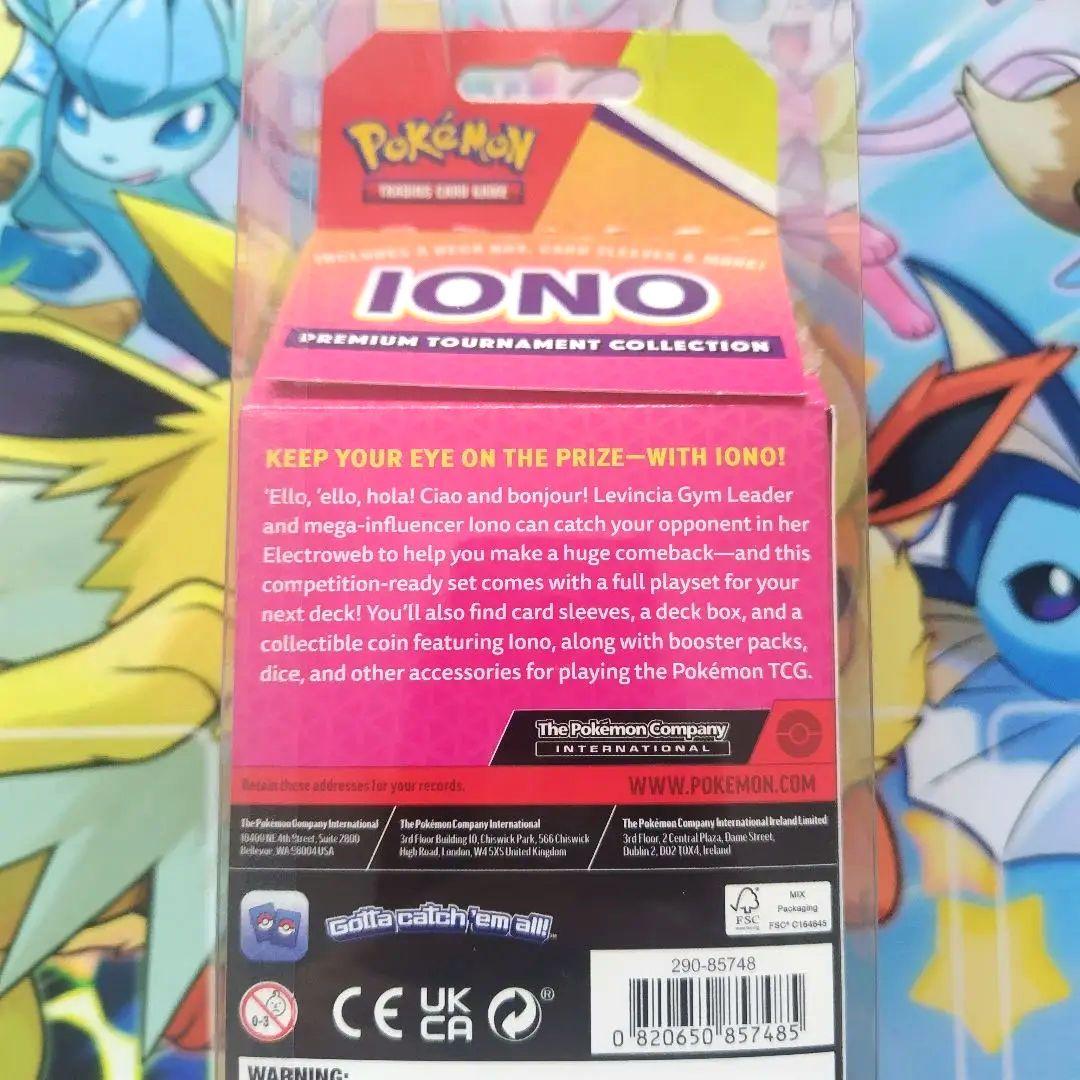 POKéMON
TRADING CARD GAME
INCLUDES A DECK BOX, CARD SLEEVES & MORE!
IONO
PREMIUM TOURNAMENT COLLECTION
KEEP YOUR EYE ON THE PRIZE—WITH IONO!
'Ello, 'ello, hola! Ciao and bonjour! Levincia Gym Leader
and mega-influencer Iono can catch your opponent in her
Electroweb to help you make a huge comeback—and this
competition-ready set comes with a full playset for your
next deck! You'll also find card sleeves, a deck box, and a
collectible coin featuring Iono, along with booster packs,
dice, and other accessories for playing the Pokémon TCG.
The Pokémon Company
INTERNATIONAL
Retain these addresses for your records.
WWW.POKEMON.COM
The Pokémon Company International
10400 NE 4th Street, Suite 2800
Bellevue, WA 98004 USA
The Pokémon Company International
3rd Floor Building 10, Chiswick Park, 566 Chiswick
High Road, London, W4 5XS United Kingdom
The Pokémon Company International Ireland Limited
3rd Floor, 2 Central Plaza, Dame Street,
Dublin 2, D02 T0X4, Ireland
Gotta catch 'em all!
FSC
MIX
Packaging
FSC® C164645
0-3
CE
UK
CA
®
290-85748
0 820650 857485
WARNING: